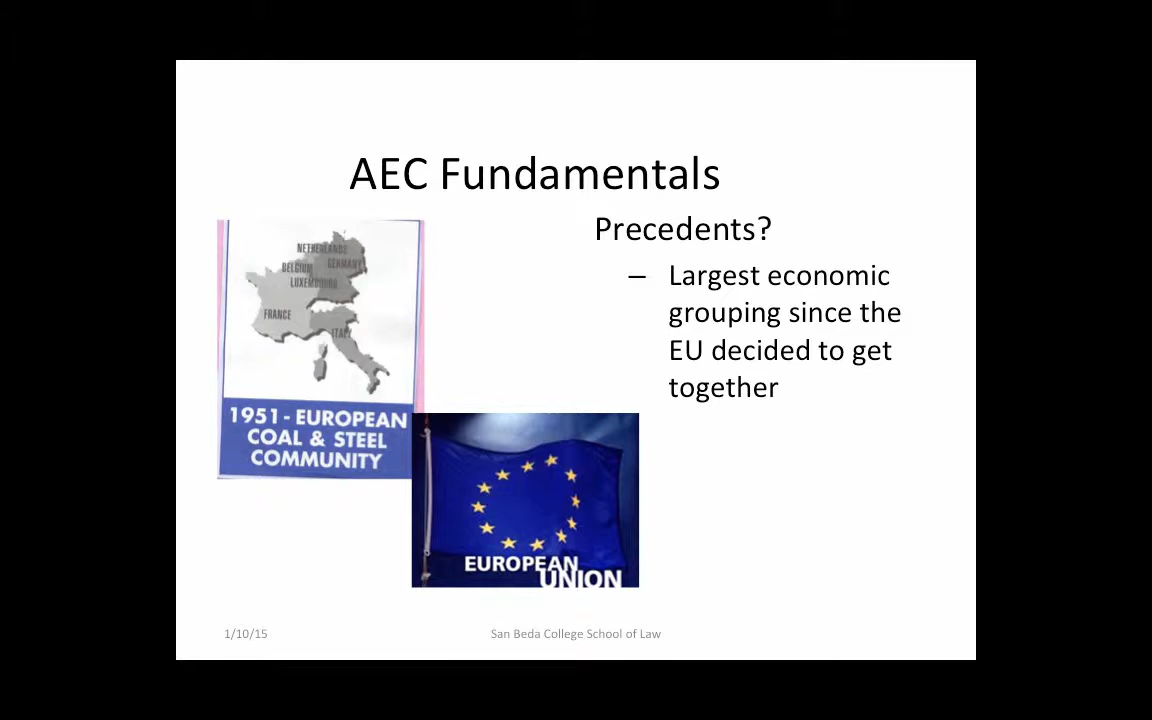 AEC Fundamentals
Precedents?
– Largest economic
grouping since the
EU decided to get
together
NETHERLANDS
BELGIUM
GERMANY
LUXEMBOURG
FRANCE
ITALY
1951 - EUROPEAN
COAL & STEEL
COMMUNITY
EUROPEAN
UNION
1/10/15
San Beda College School of Law